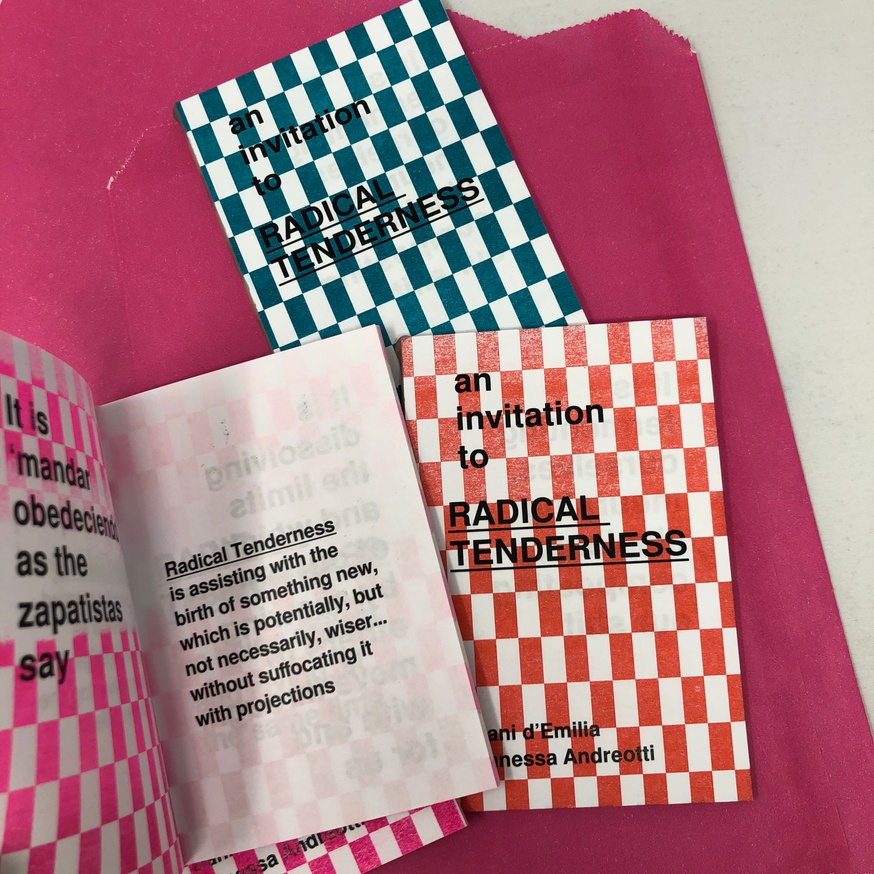 an
invitation
to
RADICAL
TENDERNESS
It is
'mandar
obedeciendo
as the
zapatistas
say
Radical Tenderness
is assisting with the
birth of something new,
which is potentially, but
not necessarily, wiser...
without suffocating it
with projections
an
invitation
to
RADICAL
TENDERNESS
d'Emilia
Andreotti
Andreotti